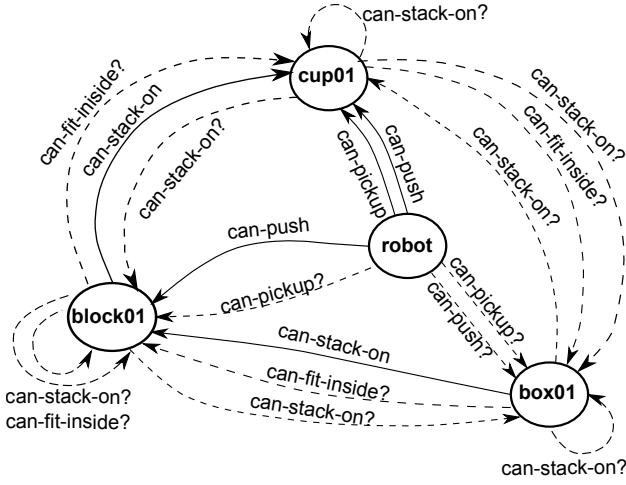 can-stack-on?
cup01
can-fit-iniside?
can-stack-on
can-stack-on?
can-pickup
can-push
can-stack-on?
can-fit-inside?
can-stack-on?
can-push
robot
can-pickup?
can-pickup?
can-push?
block01
can-stack-on
can-fit-inside?
can-stack-on?
box01
can-stack-on?
can-fit-inside?
can-stack-on?